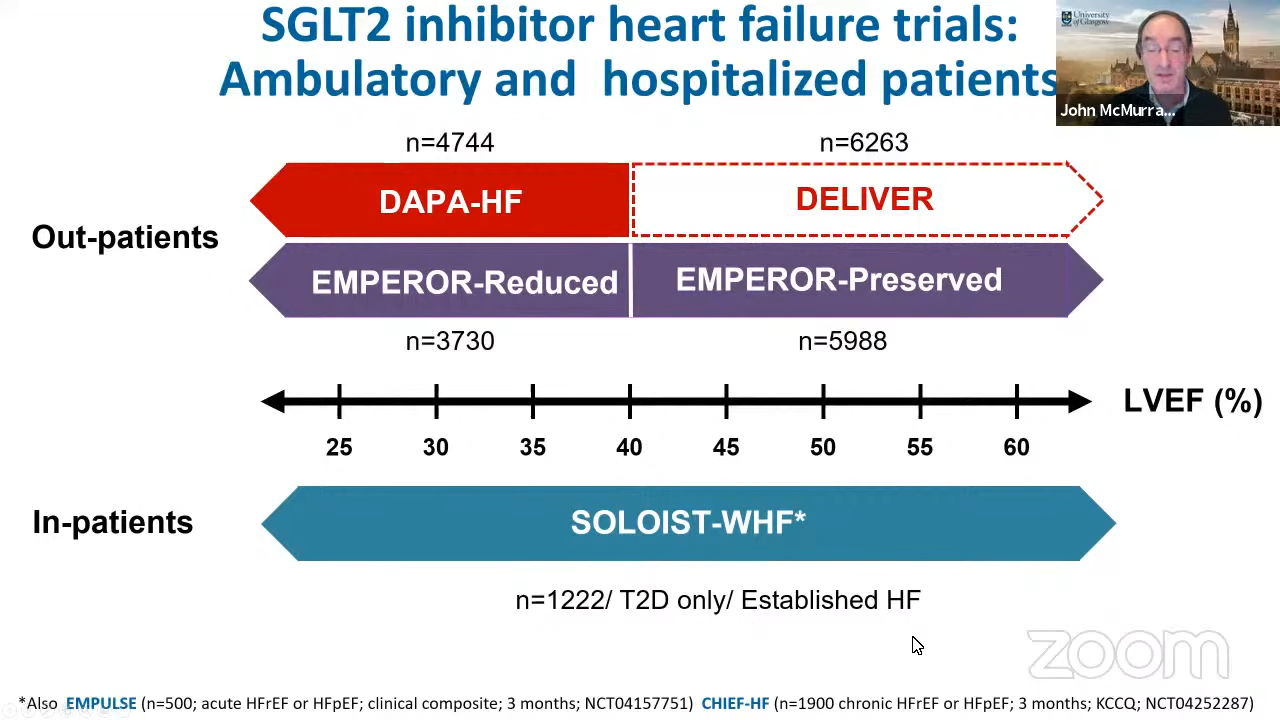 SGLT2 inhibitor heart failure trials:
Ambulatory and hospitalized patients
University
of Glasgow
John McMurra...
n=4744
n=6263
DAPA-HF
DELIVER
Out-patients
EMPEROR-Reduced
EMPEROR-Preserved
n=3730
n=5988
LVEF (%)
25 30 35 40 45 50 55 60
In-patients
SOLOIST-WHF*
n=1222/ T2D only/ Established HF
zoom
*Also EMPULSE (n=500; acute HFrEF or HFpEF; clinical composite; 3 months; NCT04157751) CHIEF-HF (n=1900 chronic HFrEF or HFpEF; 3 months; KCCQ; NCT04252287)